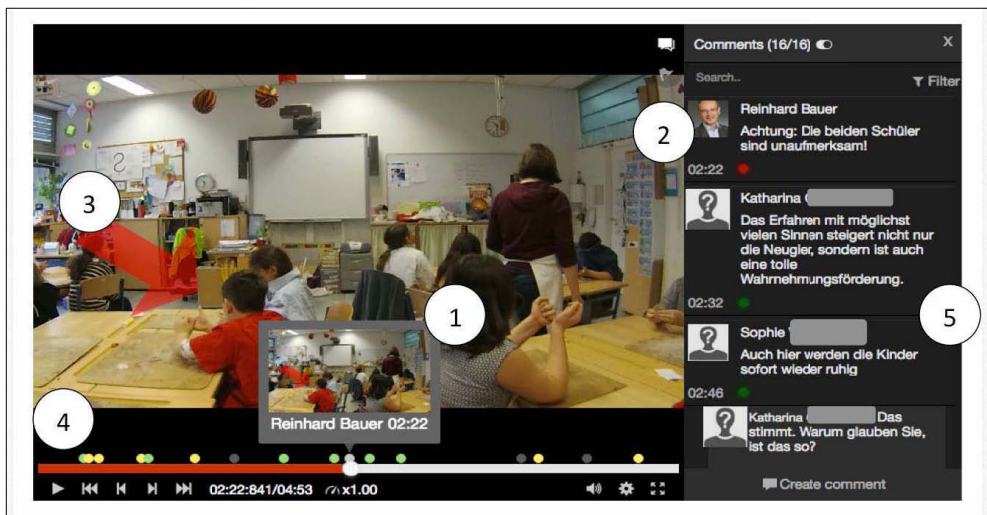 Comments (16/16)
X
Search..
Filter
2
Reinhard Bauer
Achtung: Die beiden Schüler
sind unaufmerksam!
02:22
3
Katharina
Das Erfahren mit möglichst
vielen Sinnen steigert nicht nur
die Neugier, sondern ist auch
eine tolle
Wahrnehmungsförderung.
02:32
1
5
Sophie
Auch hier werden die Kinder
sofort wieder ruhig
02:46
Katharina Das
stimmt. Warum glauben Sie,
ist das so?
4
Reinhard Bauer 02:22
02:22:841/04:53 x1.00
Create comment